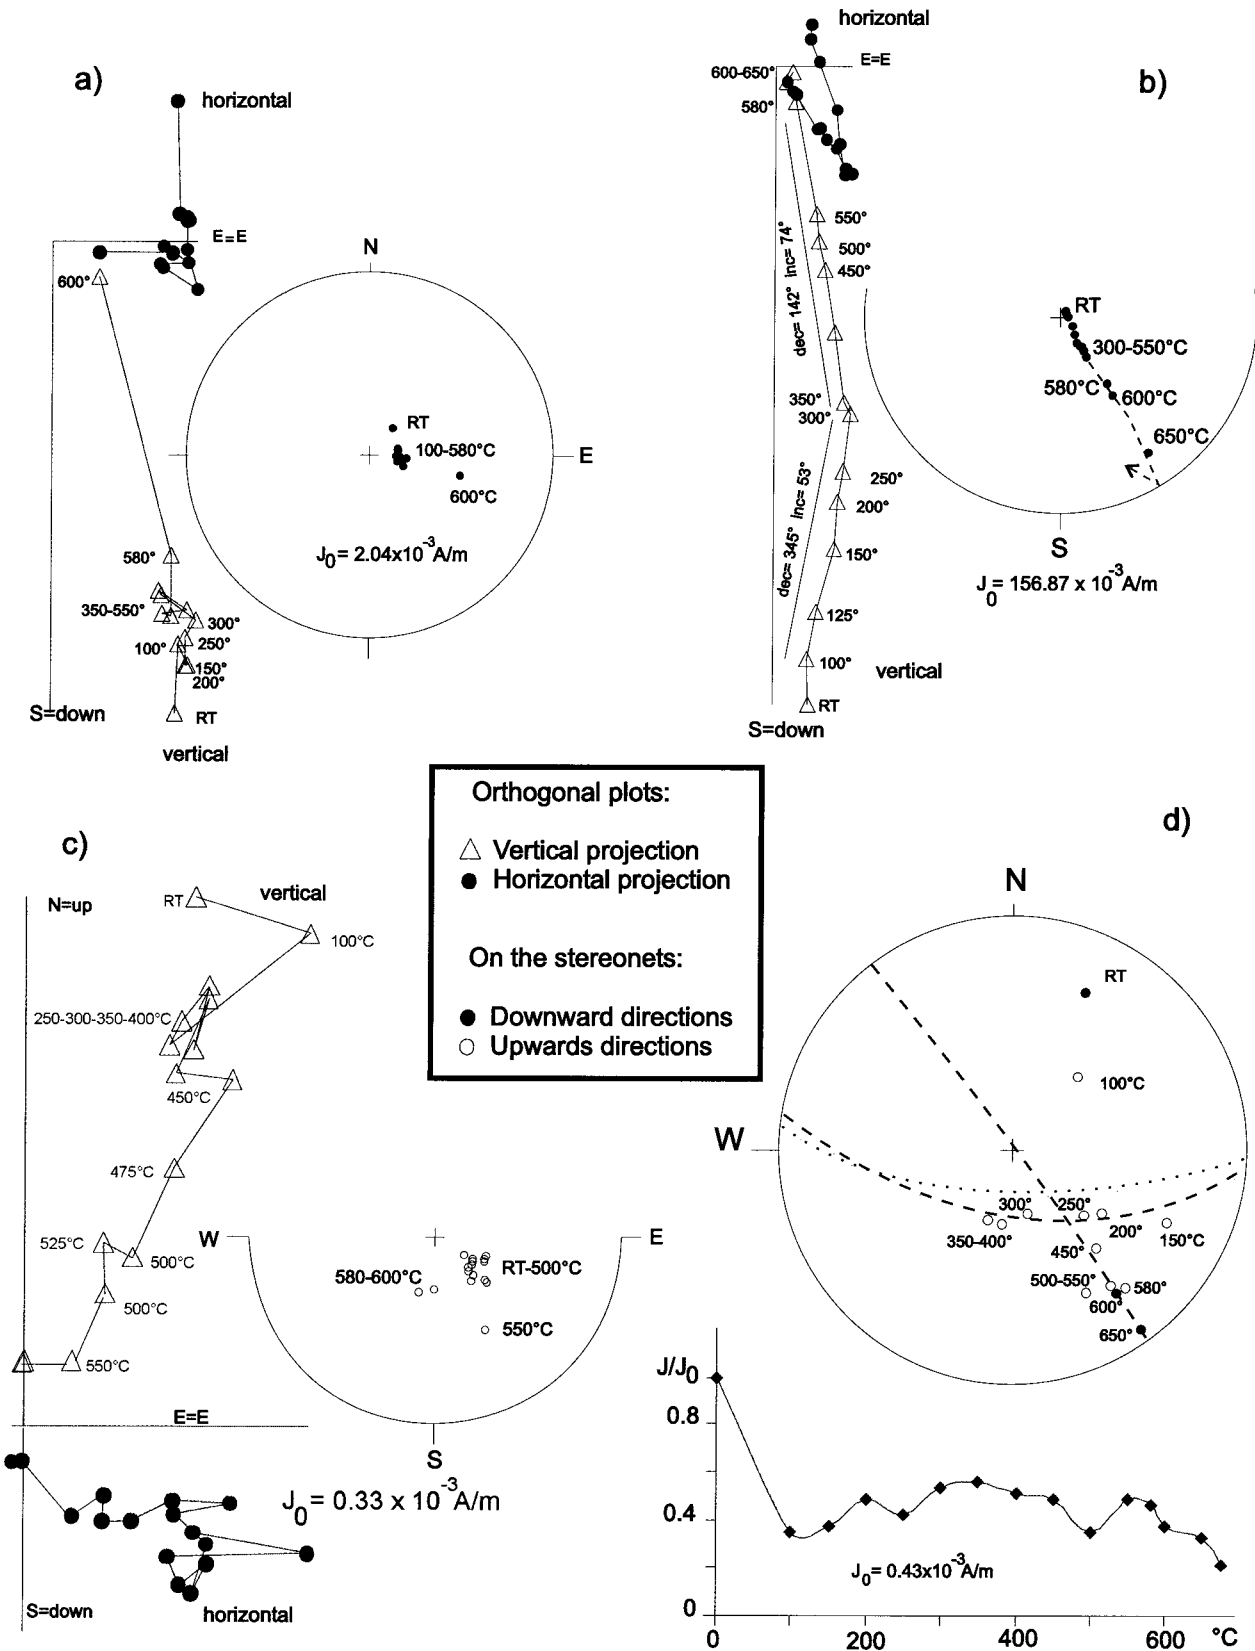 a)
horizontal
E=E
600°
580°
350-550°
300°
250°
100°
150°
200°
S=down
RT
vertical
N
RT
100-580°C
E
600°C
J0 = 2.04x10-3 A/m
b)
horizontal
E=E
600-650°
580°
550°
500°
450°
dec= 142° inc= 74°
350°
300°
250°
200°
150°
dec= 345° inc= 53°
125°
100°
vertical
RT
S=down
RT
300-550°C
580°C
600°C
650°C
S
J0 = 156.87 x 10-3 A/m
Orthogonal plots:
Vertical projection
Horizontal projection
On the stereonets:
Downward directions
Upwards directions
c)
N=up
RT
vertical
100°C
250-300-350-400°C
450°C
475°C
525°C
500°C
500°C
550°C
E=E
S=down
horizontal
W
E
580-600°C
RT-500°C
550°C
S
J0 = 0.33 x 10-3 A/m
d)
N
RT
100°C
W
300°
250°
350-400°
200°
150°C
450°
500-550°
580°
600°
650°
J/J0
0.8
0.4
0
J0 = 0.43x10-3 A/m
0
200
400
600
°C